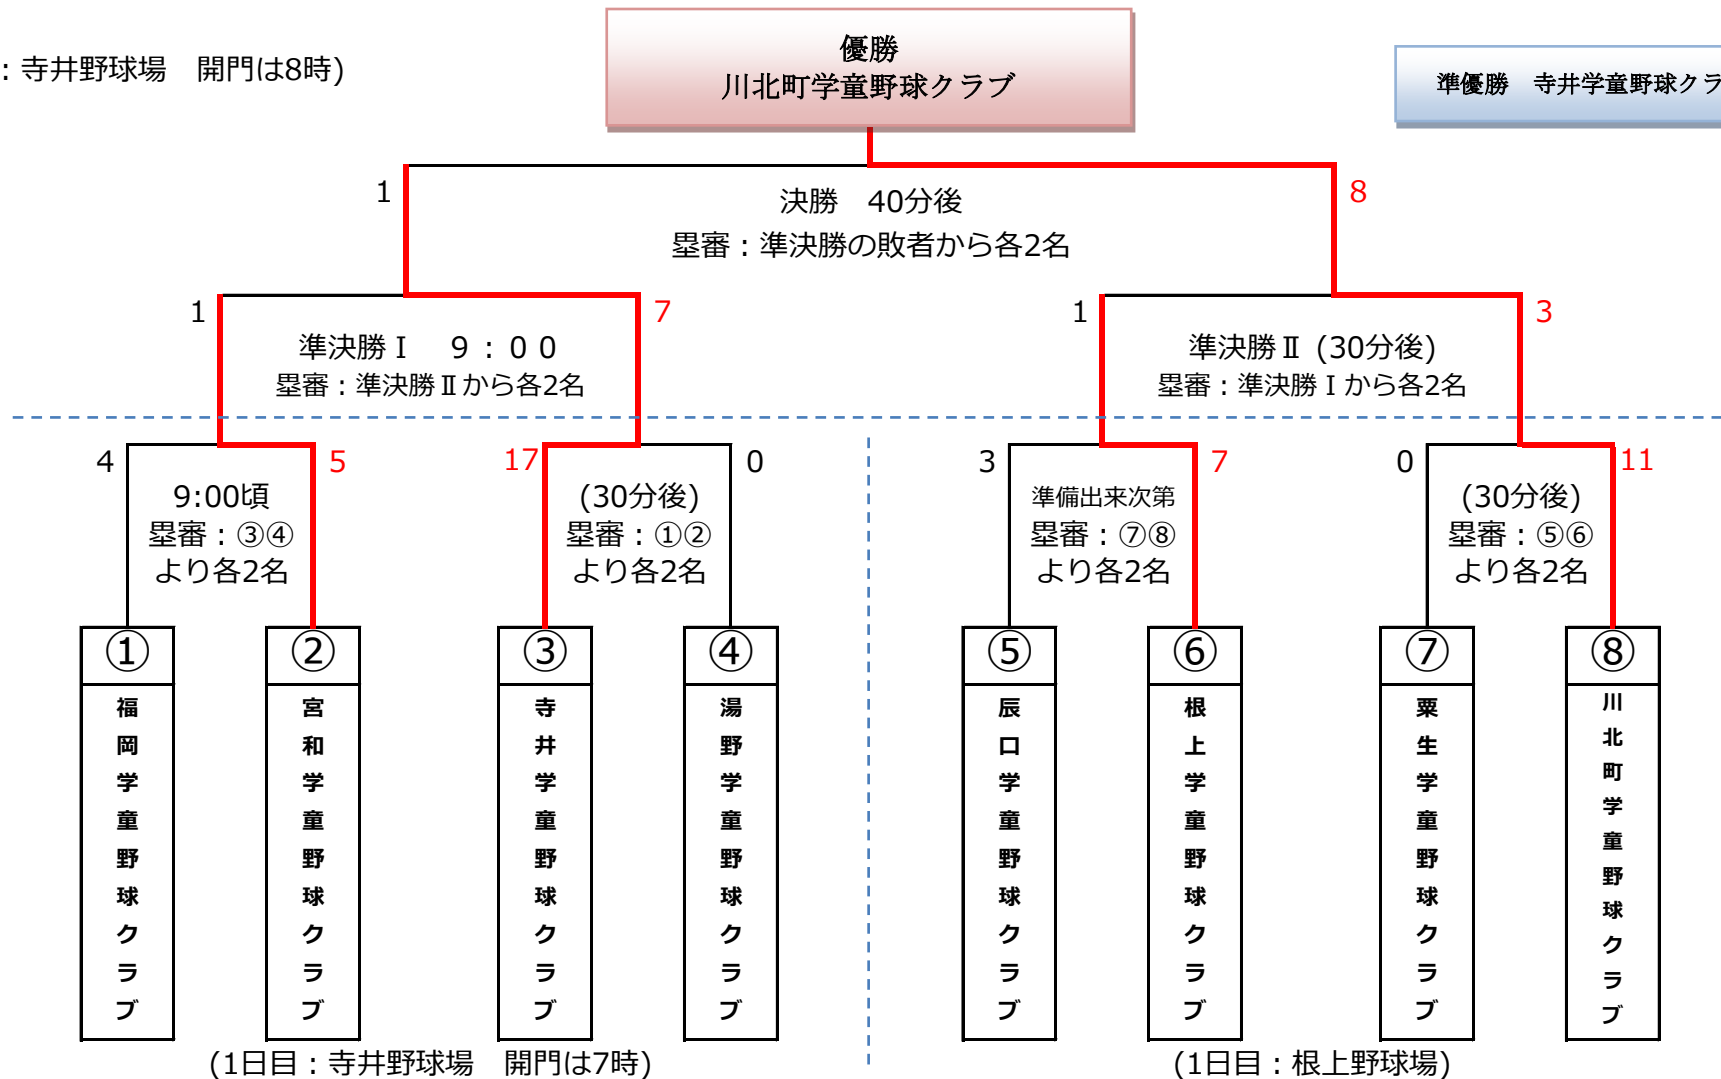 優勝
川北町学童野球クラブ
: 寺井野球場　開門は8時)
準優勝　寺井学童野球クラ
1
8
決勝　40分後
塁審：準決勝の敗者から各2名
1
7
1
3
準決勝Ⅰ　９：００
塁審：準決勝Ⅱから各2名
準決勝Ⅱ (30分後)
塁審：準決勝Ⅰから各2名
4
5
17
0
3
7
0
11
9:00頃
塁審：③④
より各2名
(30分後)
塁審：①②
より各2名
準備出来次第
塁審：⑦⑧
より各2名
(30分後)
塁審：⑤⑥
より各2名
①
福岡学童野球クラブ
②
宮和学童野球クラブ
③
寺井学童野球クラブ
④
湯野学童野球クラブ
⑤
辰口学童野球クラブ
⑥
根上学童野球クラブ
⑦
粟生学童野球クラブ
⑧
川北町学童野球クラブ
(1日目：寺井野球場　開門は7時)
(1日目：根上野球場)